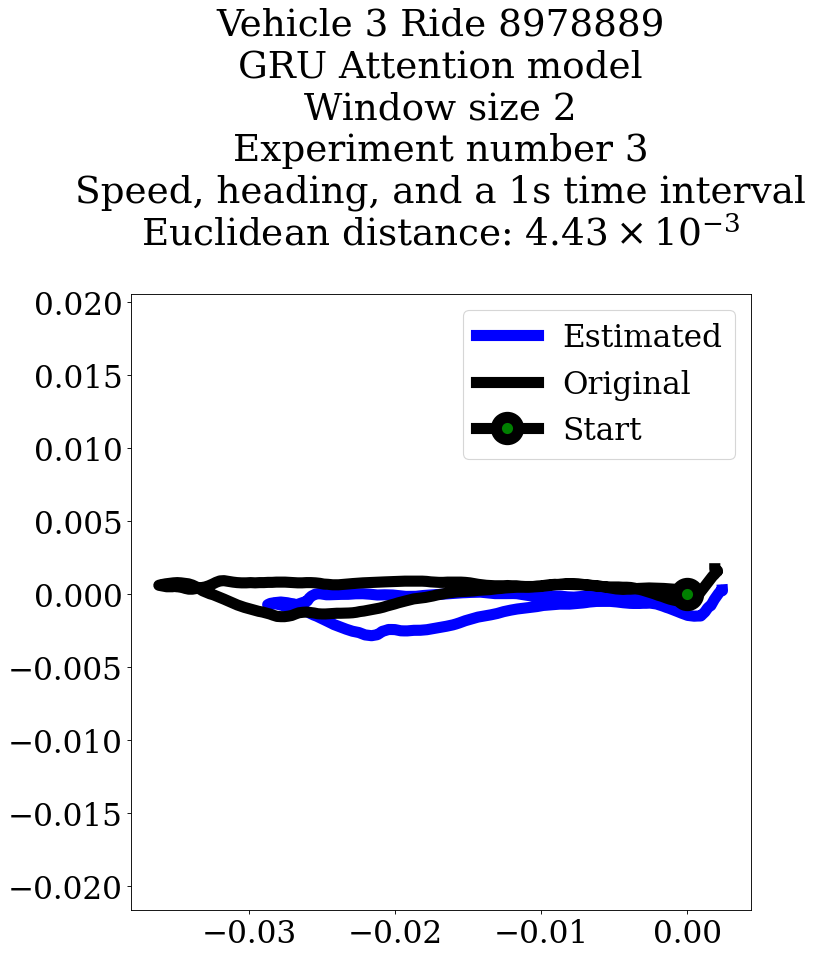 Vehicle 3 Ride 8978889
GRU Attention model
Window size 2
Experiment number 3
Speed, heading, and a 1s time interval
Euclidean distance: 4.43 × 10⁻³
Estimated
Original
Start
0.020
0.015
0.010
0.005
0.000
−0.005
−0.010
−0.015
−0.020
−0.03 −0.02 −0.01 0.00